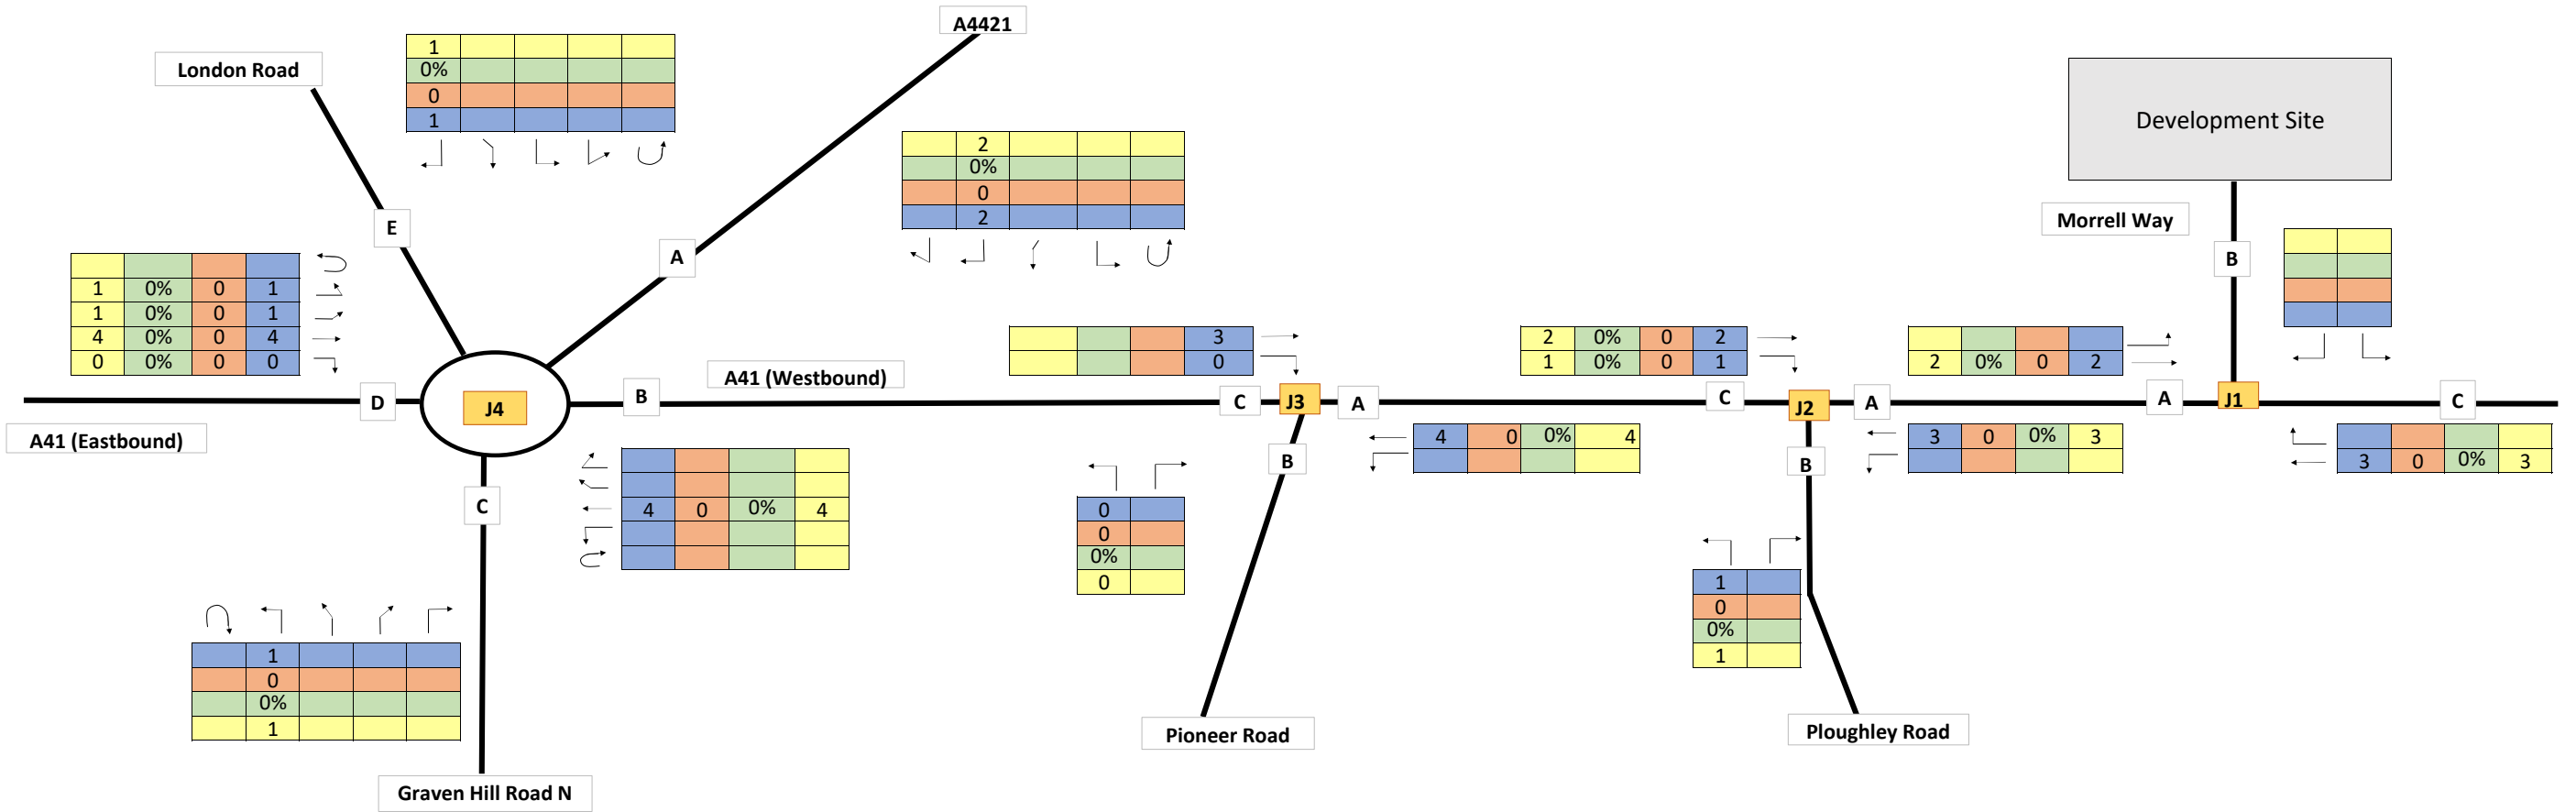 A4421
London Road
1
0%
0
1
Development Site
2
0%
0
2
Morrell Way
E
A
B
1 0% 0 1
1 0% 0 1
4 0% 0 4
0 0% 0 0
3
0
2 0% 0 2
1 0% 0 1
2 0% 0 2
A41 (Westbound)
D
J4
B
C
J3
A
C
J2
A
A
J1
C
A41 (Eastbound)
4 0 0% 4
3 0 0% 3
3 0 0% 3
B
B
C
4 0 0% 4
0
0
0%
0
1
0
0%
1
1
0
0%
1
Pioneer Road
Ploughley Road
Graven Hill Road N